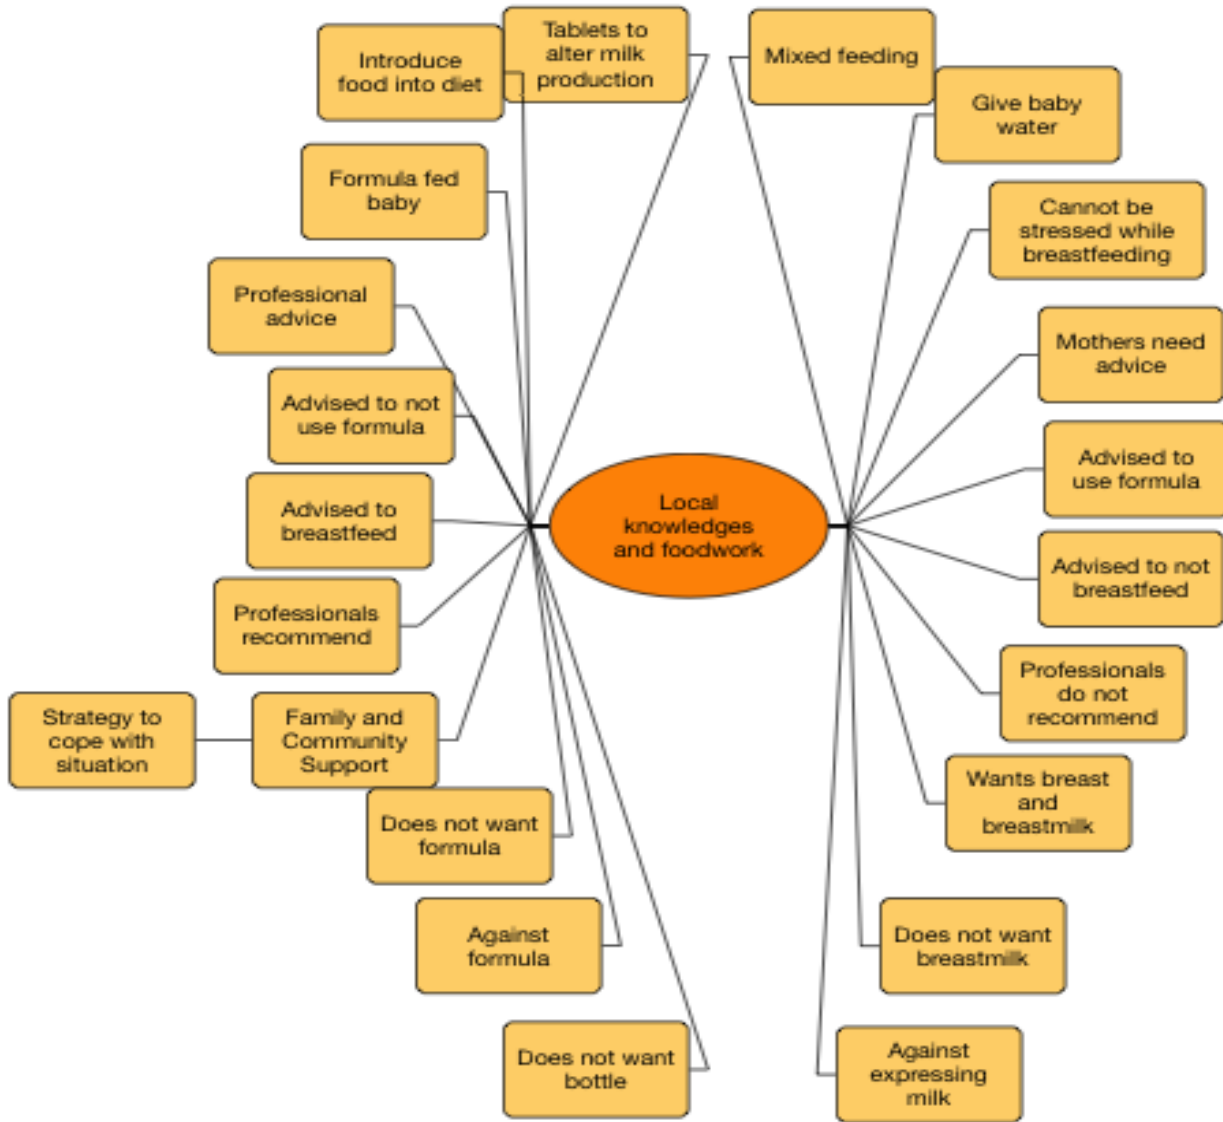 Tablets to
alter milk
production
Mixed feeding
Introduce
food into diet
Give baby
water
Formula fed
baby
Cannot be
stressed while
breastfeeding
Professional
advice
Mothers need
advice
Advised to not
use formula
Advised to
use formula
Local
knowledges
and foodwork
Advised to
breastfeed
Advised to not
breastfeed
Professionals
recommend
Professionals
do not
recommend
Strategy to
cope with
situation
Family and
Community
Support
Wants breast
and
breastmilk
Does not want
formula
Against
formula
Does not want
breastmilk
Does not want
bottle
Against
expressing
milk